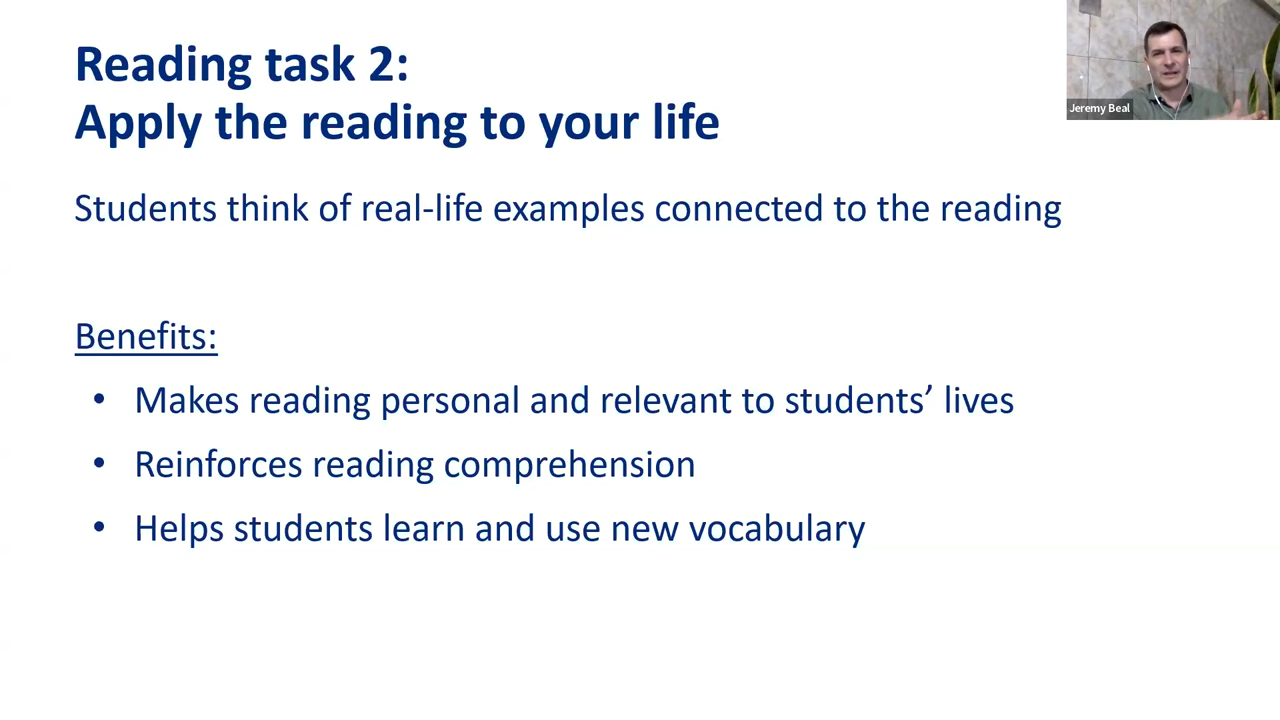 Reading task 2:
Apply the reading to your life
Jeremy Beal
Students think of real-life examples connected to the reading
Benefits:
• Makes reading personal and relevant to students’ lives
• Reinforces reading comprehension
• Helps students learn and use new vocabulary